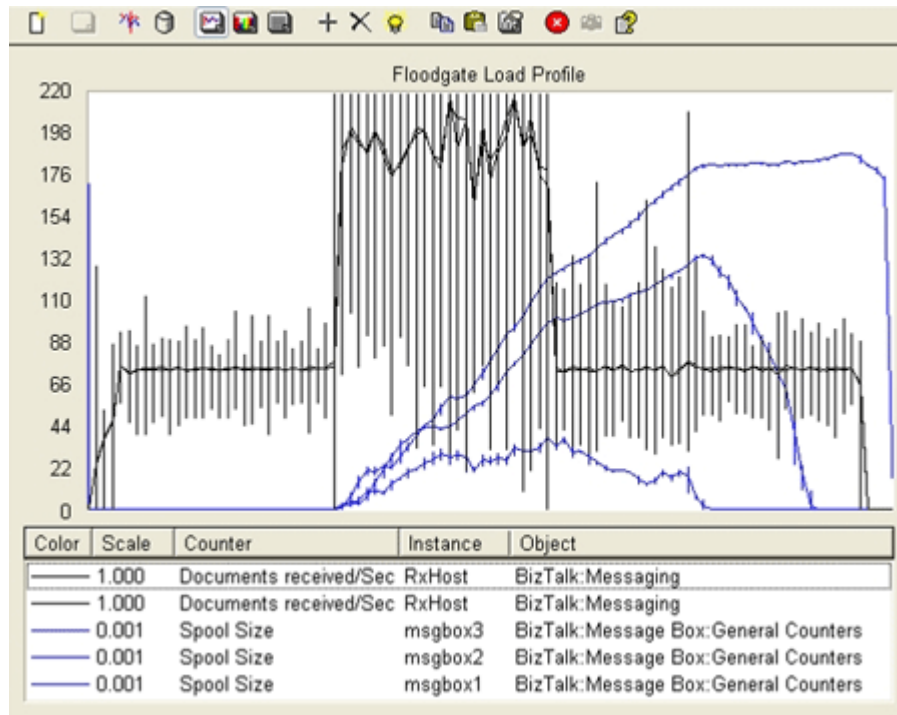 Floodgate Load Profile
220
198
176
154
132
110
88
66
44
22
0
Color Scale Counter Instance Object
1.000 Documents received/Sec RxHost BizTalk:Messaging
1.000 Documents received/Sec RxHost BizTalk:Messaging
0.001 Spool Size msgbox3 BizTalk:Message Box:General Counters
0.001 Spool Size msgbox2 BizTalk:Message Box:General Counters
0.001 Spool Size msgbox1 BizTalk:Message Box:General Counters